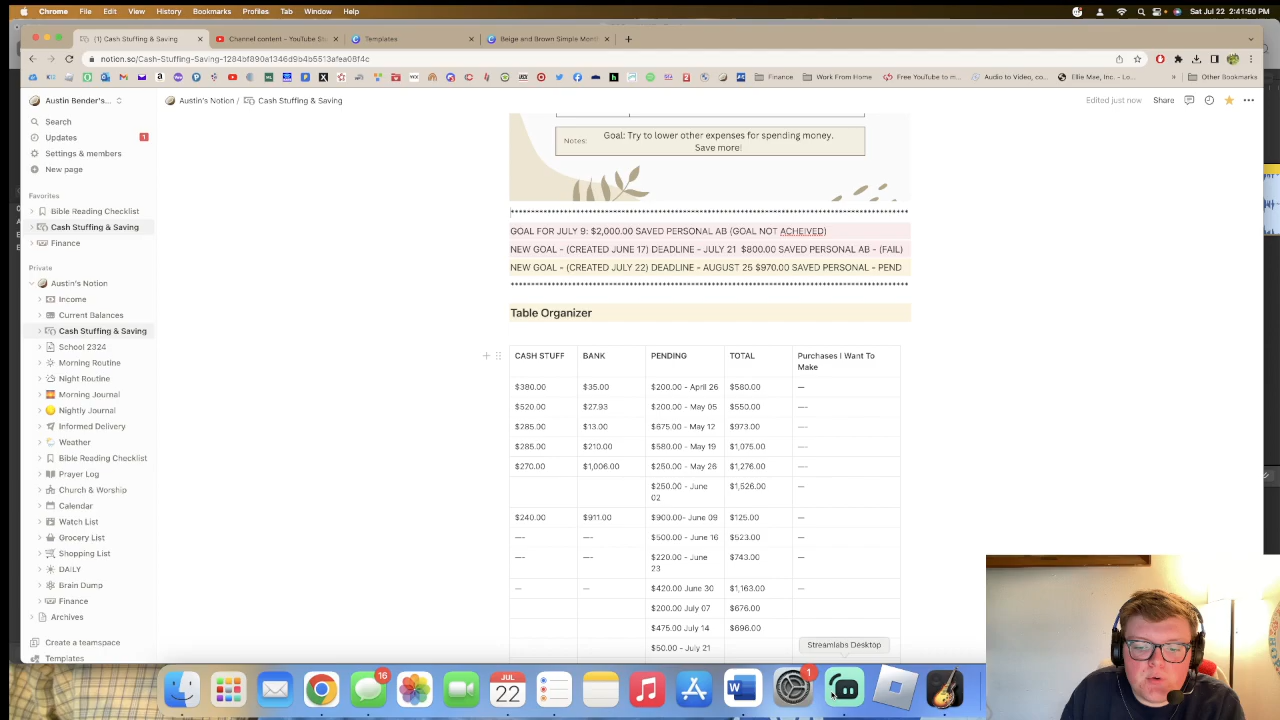 Chrome File Edit View History Bookmarks Profiles Tab Window Help Sat Jul 22 2:41:50 PM
(1) Cash Stuffing & Saving Channel content - YouTube St Templates Beige and Brown Simple Mont
notion.so/Cash-Stuffing-Saving-1284bf890a1346d9b4b5513afea08f4c
Finance Work From Home Free YouTube to m... Audio to Video, co... Ellie Mae, Inc. - Le... Other Bookmarks
Austin Bender's... Austin's Notion / Cash Stuffing & Saving Edited just now Share
Search
Updates 1
Settings & members
New page
Favorites
Bible Reading Checklist
Cash Stuffing & Saving
Finance
Private
Austin's Notion
Income
Current Balances
Cash Stuffing & Saving
School 2324
Morning Routine
Night Routine
Morning Journal
Nightly Journal
Informed Delivery
Weather
Bible Reading Checklist
Prayer Log
Church & Worship
Calendar
Watch List
Grocery List
Shopping List
DAILY
Brain Dump
Finance
Archives
Create a teamspace
Templates
Notes: Goal: Try to lower other expenses for spending money.
Save more!
GOAL FOR JULY 9: $2,000.00 SAVED PERSONAL AB (GOAL NOT ACHEIVED)
NEW GOAL - (CREATED JUNE 17) DEADLINE - JULY 21 $800.00 SAVED PERSONAL AB - (FAIL)
NEW GOAL - (CREATED JULY 22) DEADLINE - AUGUST 25 $970.00 SAVED PERSONAL - PEND
Table Organizer
CASH STUFF BANK PENDING TOTAL Purchases I Want To
Make
$380.00 $35.00 $200.00 - April 26 $580.00 —
$520.00 $27.93 $200.00 - May 05 $550.00 —-
$285.00 $13.00 $675.00 - May 12 $973.00 —-
$285.00 $210.00 $580.00 - May 19 $1,075.00 —-
$270.00 $1,006.00 $250.00 - May 26 $1,276.00 —-
$250.00 - June $1,526.00 —
02
$240.00 $911.00 $900.00- June 09 $125.00 —
—- —- $500.00 - June 16 $523.00 —
—- —- $220.00 - June $743.00 —
23
— — $420.00 June 30 $1,163.00 —
$200.00 July 07 $676.00
$475.00 July 14 $696.00
$50.00 - July 21
Streamlabs Desktop
16
JUL
22
1